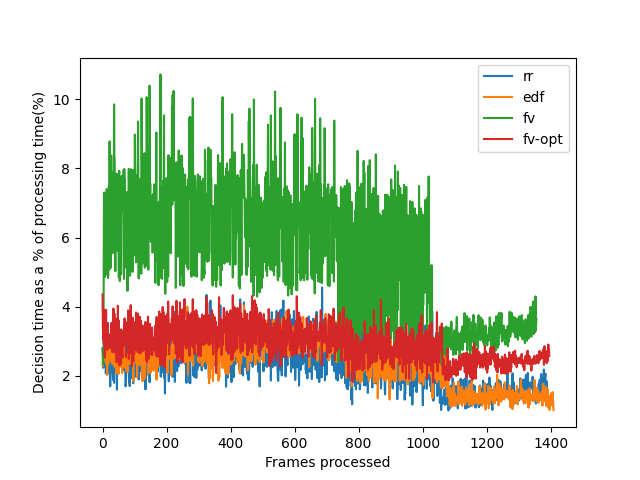 Decision time as a % of processing time(%)
10
8
6
4
2
rr
edf
fv
fv-opt
0 200 400 600 800 1000 1200 1400
Frames processed